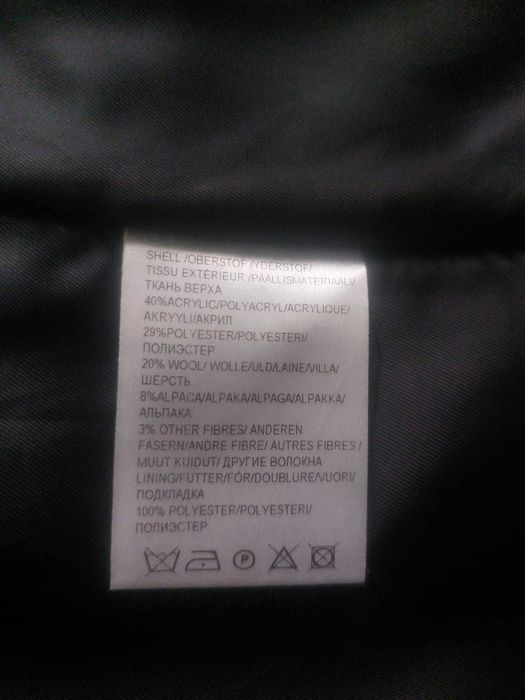 SHELL /OBERSTOF /YDERSTOF/
TISSU EXTÉRIEUR /PÄÄLLISMATERIAALI/
ТКАНЬ ВЕРХА
40%ACRYLIC/POLYACRYL/ACRYLIQUE/
AKRYYLI/АКРИЛ
29%POLYESTER/POLYESTERI/
ПОЛИЭСТЕР
20% WOOL/ WOLLE/ULD/LAINE/VILLA/
ШЕРСТЬ
8%ALPACA/ALPAKA/ALPAGA/ALPAKKA/
АЛЬПАКА
3% OTHER FIBRES/ ANDEREN
FASERN/ANDRE FIBRE/ AUTRES FIBRES /
MUUT KUIDUT/ ДРУГИЕ ВОЛОКНА
LINING/FUTTER/FÓR/DOUBLURE/VUORI/
ПОДКЛАДКА
100% POLYESTER/POLYESTERI/
ПОЛИЭСТЕР
P